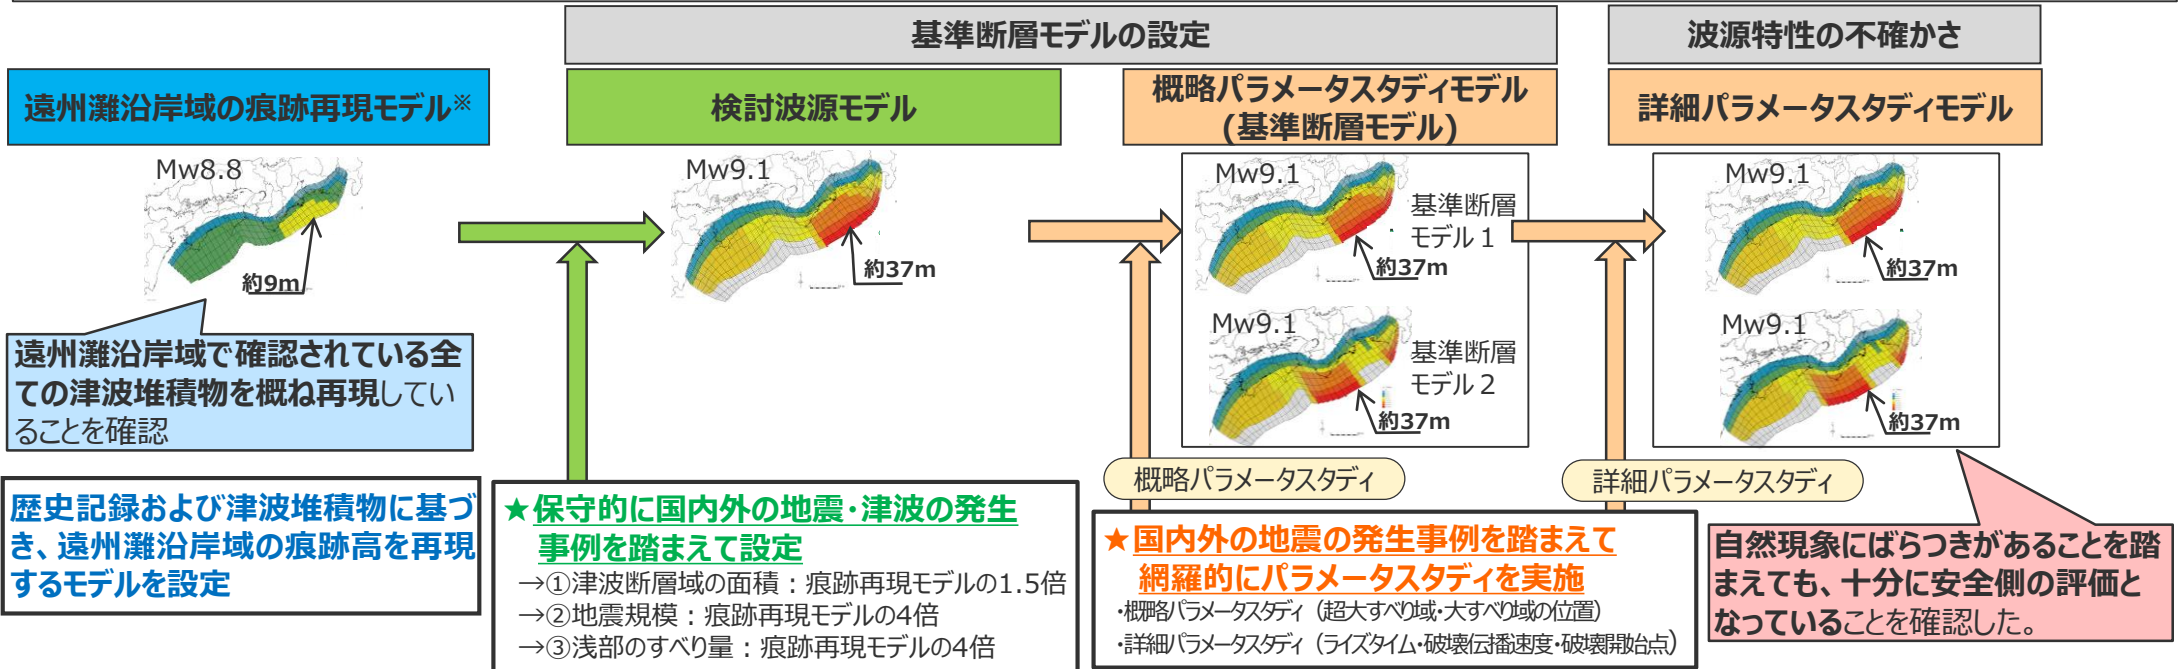 基準断層モデルの設定
波源特性の不確かさ
遠州灘沿岸域の痕跡再現モデル※
検討波源モデル
概略パラメータスタディモデル
(基準断層モデル)
詳細パラメータスタディモデル
Mw8.8
約9m
Mw9.1
約37m
Mw9.1
基準断層
モデル１
約37m
Mw9.1
基準断層
モデル２
約37m
Mw9.1
約37m
Mw9.1
約37m
遠州灘沿岸域で確認されている全
ての津波堆積物を概ね再現してい
ることを確認
概略パラメータスタディ
詳細パラメータスタディ
歴史記録および津波堆積物に基づ
き、遠州灘沿岸域の痕跡高を再現
するモデルを設定
★保守的に国内外の地震・津波の発生
事例を踏まえて設定
→①津波断層域の面積：痕跡再現モデルの1.5倍
→②地震規模：痕跡再現モデルの4倍
→③浅部のすべり量：痕跡再現モデルの4倍
★国内外の地震の発生事例を踏まえて
網羅的にパラメータスタディを実施
・概略パラメータスタディ（超大すべり域・大すべり域の位置）
・詳細パラメータスタディ（ライズタイム・破壊伝播速度・破壊開始点）
自然現象にばらつきがあることを踏
まえても、十分に安全側の評価と
なっていることを確認した。